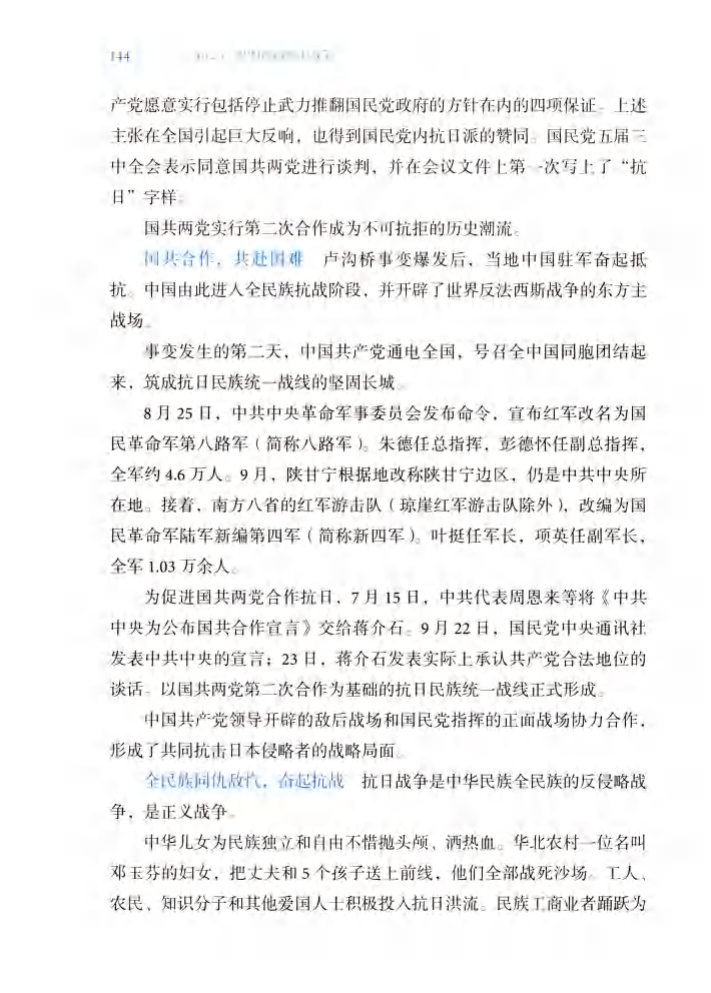 144
产党愿意实行包括停止武力推翻国民党政府的方针在内的四项保证。上述
主张在全国引起巨大反响，也得到国民党内抗日派的赞同。国民党五届三
中全会表示同意国共两党进行谈判，并在会议文件上第一次写上了“抗
日”字样。
国共两党实行第二次合作成为不可抗拒的历史潮流。
国共合作，共赴国难 卢沟桥事变爆发后，当地中国驻军奋起抵
抗。中国由此进入全民族抗战阶段，并开辟了世界反法西斯战争的东方主
战场。
事变发生的第二天，中国共产党通电全国，号召全中国同胞团结起
来，筑成抗日民族统一战线的坚固长城。
8 月 25 日，中共中央革命军事委员会发布命令，宣布红军改名为国
民革命军第八路军（简称八路军）。朱德任总指挥，彭德怀任副总指挥，
全军约 4.6 万人。9 月，陕甘宁根据地改称陕甘宁边区，仍是中共中央所
在地。接着，南方八省的红军游击队（琼崖红军游击队除外），改编为国
民革命军陆军新编第四军（简称新四军）。叶挺任军长，项英任副军长，
全军 1.03 万余人。
为促进国共两党合作抗日，7 月 15 日，中共代表周恩来等将《中共
中央为公布国共合作宣言》交给蒋介石。9 月 22 日，国民党中央通讯社
发表中共中央的宣言；23 日，蒋介石发表实际上承认共产党合法地位的
谈话。以国共两党第二次合作为基础的抗日民族统一战线正式形成。
中国共产党领导开辟的敌后战场和国民党指挥的正面战场协力合作，
形成了共同抗击日本侵略者的战略局面。
全民族同仇敌忾，奋起抗战 抗日战争是中华民族全民族的反侵略战
争，是正义战争。
中华儿女为民族独立和自由不惜抛头颅、洒热血。华北农村一位名叫
邓玉芬的妇女，把丈夫和 5 个孩子送上前线，他们全部战死沙场。工人、
农民、知识分子和其他爱国人士积极投入抗日洪流。民族工商业者踊跃为